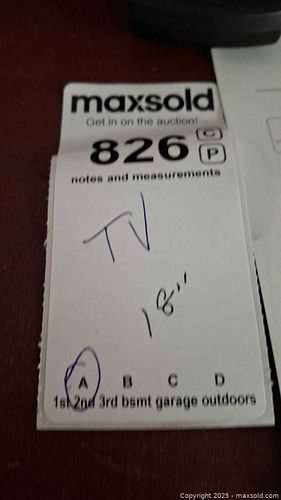 maxsold
Get in on the auction!
826 C
P
notes and measurements
TV
18"
A B C D
1st 2nd 3rd bsmt garage outdoors
Copyright © 2025 - maxsold.com